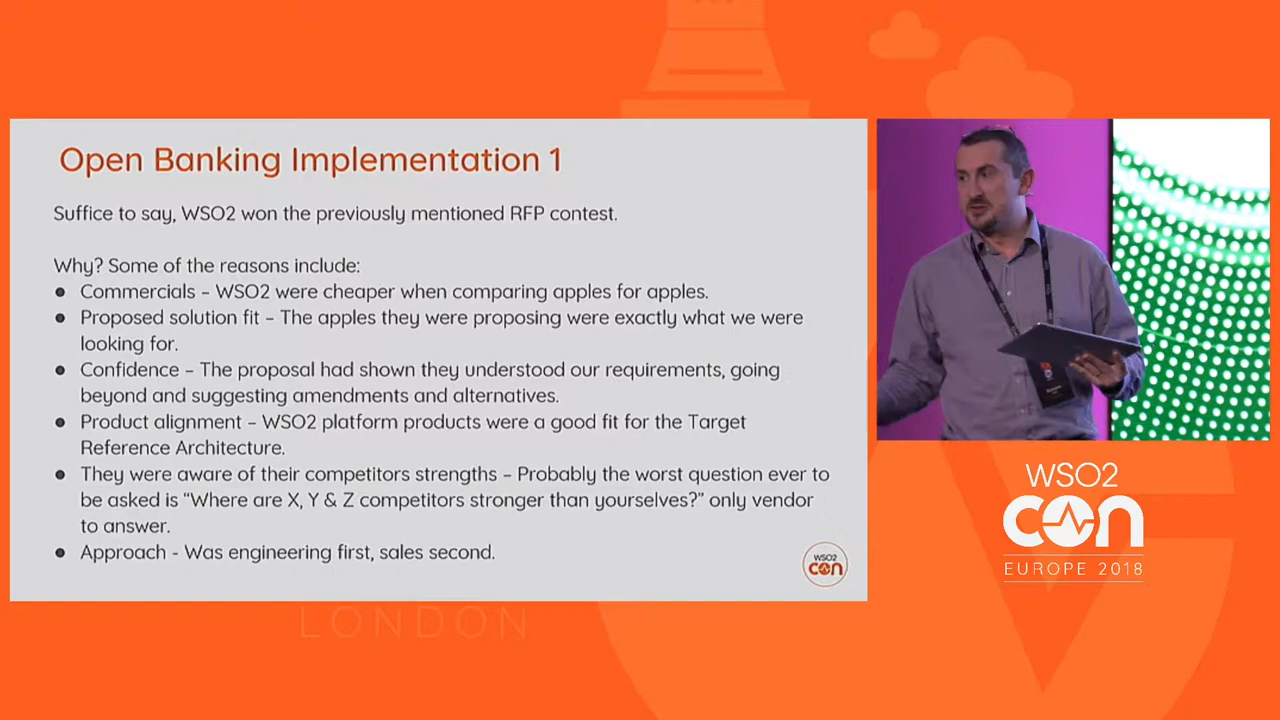 Open Banking Implementation 1
Suffice to say, WSO2 won the previously mentioned RFP contest.
Why? Some of the reasons include:
● Commercials – WSO2 were cheaper when comparing apples for apples.
● Proposed solution fit – The apples they were proposing were exactly what we were
looking for.
● Confidence – The proposal had shown they understood our requirements, going
beyond and suggesting amendments and alternatives.
● Product alignment – WSO2 platform products were a good fit for the Target
Reference Architecture.
● They were aware of their competitors strengths – Probably the worst question ever to
be asked is “Where are X, Y & Z competitors stronger than yourselves?” only vendor
to answer.
● Approach - Was engineering first, sales second.
WSO2
CON
WSO2
CON
EUROPE 2018
LONDON